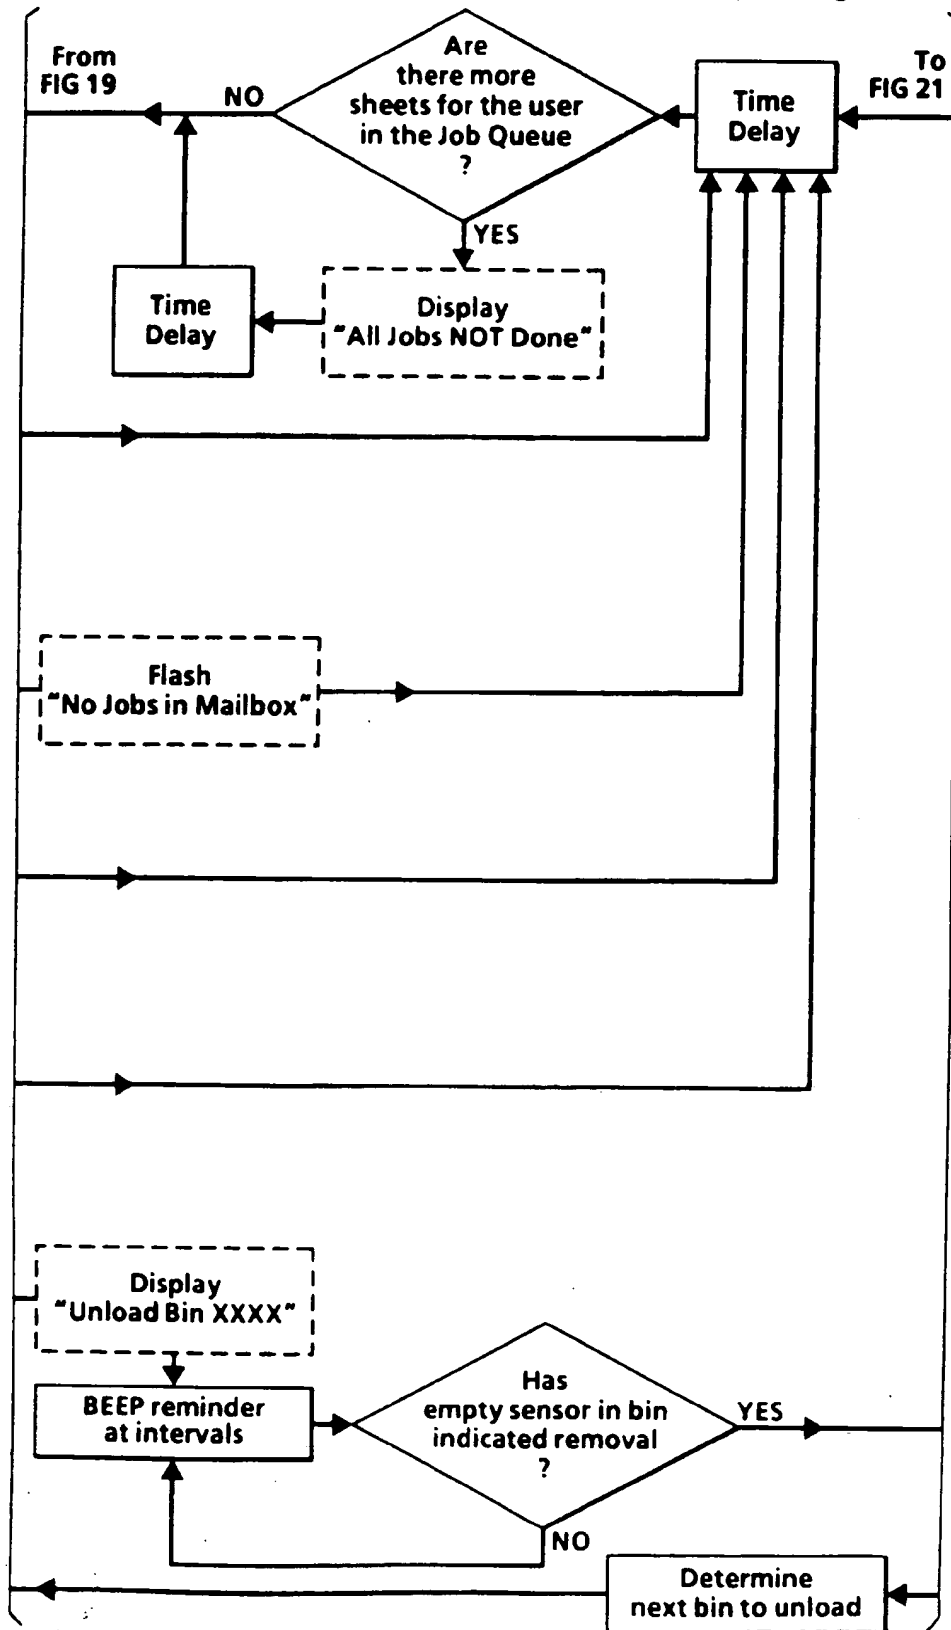 From
FIG 19
NO
Are
there more
sheets for the user
in the Job Queue
?
Time
Delay
To
FIG 21
YES
Time
Delay
Display
"All Jobs NOT Done"
Flash
"No Jobs in Mailbox"
Display
"Unload Bin XXXX"
BEEP reminder
at intervals
Has
empty sensor in bin
indicated removal
?
YES
NO
Determine
next bin to unload